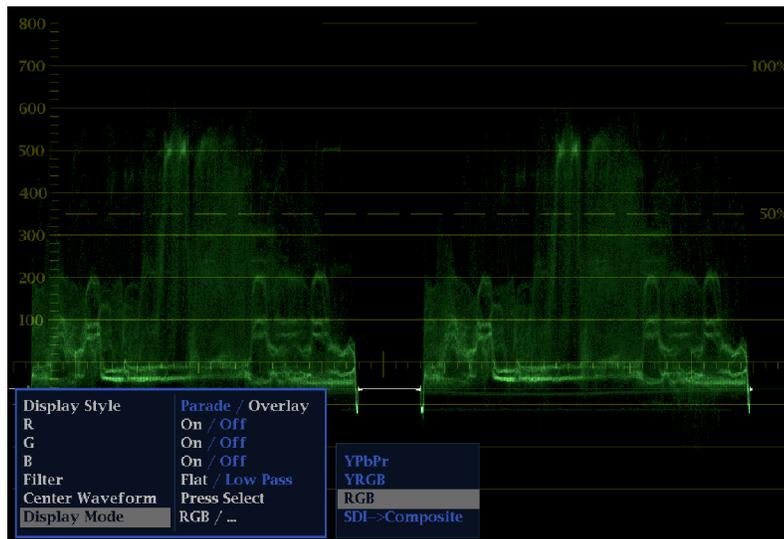 800
700
100%
600
500
400
50%
300
200
100
Display Style Parade / Overlay
R On / Off
G On / Off
B On / Off
Filter Flat / Low Pass
Center Waveform Press Select
Display Mode RGB / ...
YPbPr
YRGB
RGB
SDI->Composite